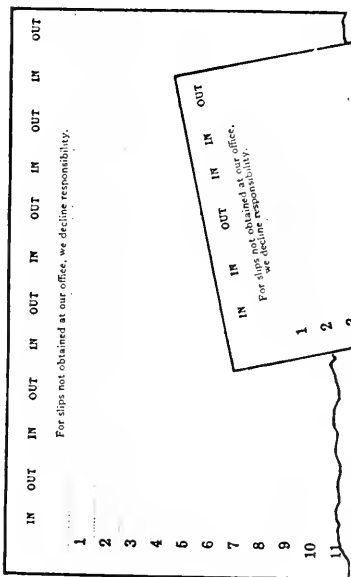 IN OUT IN OUT IN OUT IN OUT IN OUT IN OUT
For slips not obtained at our office, we decline responsibility.
1
2
3
4
5
6
7
8
9
10
11
IN IN OUT IN IN OUT
For slips not obtained at our office,
we decline responsibility.
1
2
3